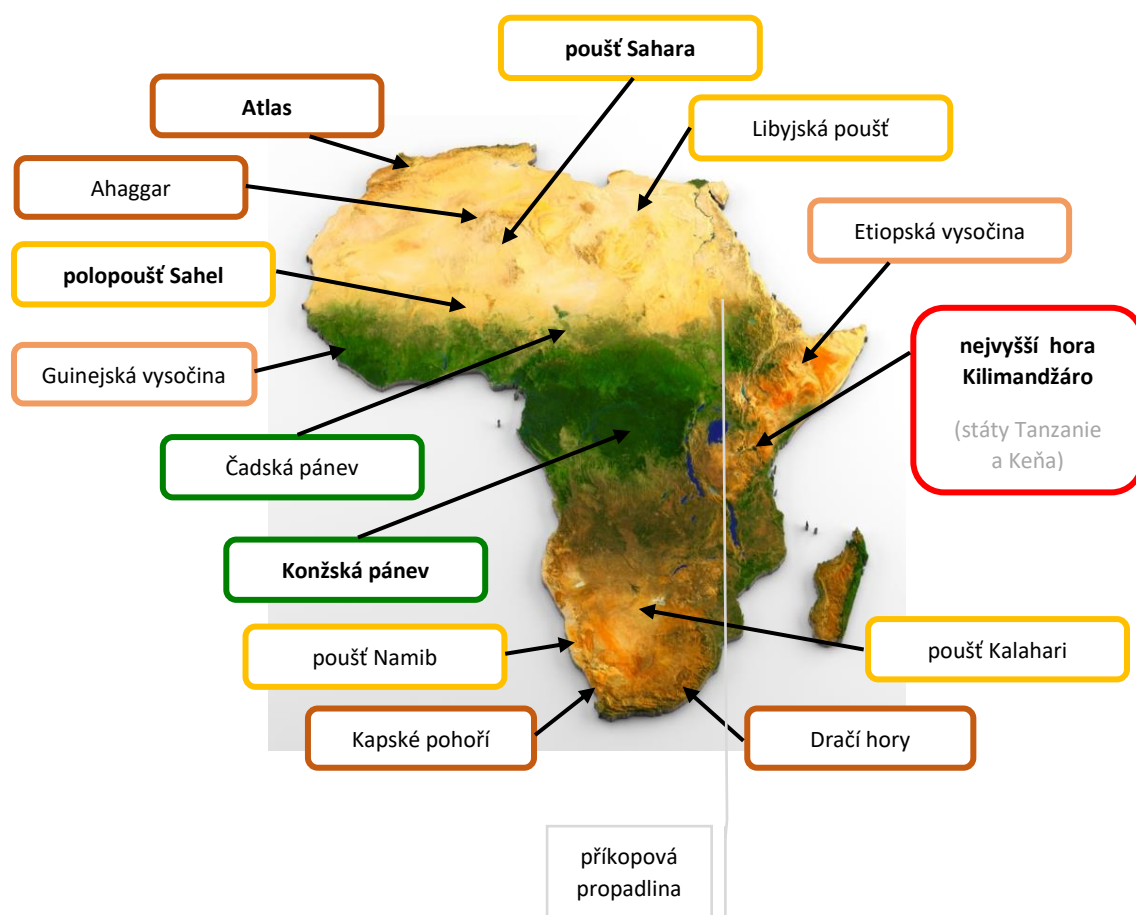 poušť Sahara
Atlas
Libyjská poušť
Ahaggar
Etiopská vysočina
polopoušť Sahel
nejvyšší hora
Kilimandžáro
(státy Tanzanie
a Keňa)
Guinejská vysočina
Čadská pánev
Konžská pánev
poušť Namib
poušť Kalahari
Kapské pohoří
Dračí hory
příkopová
propadlina